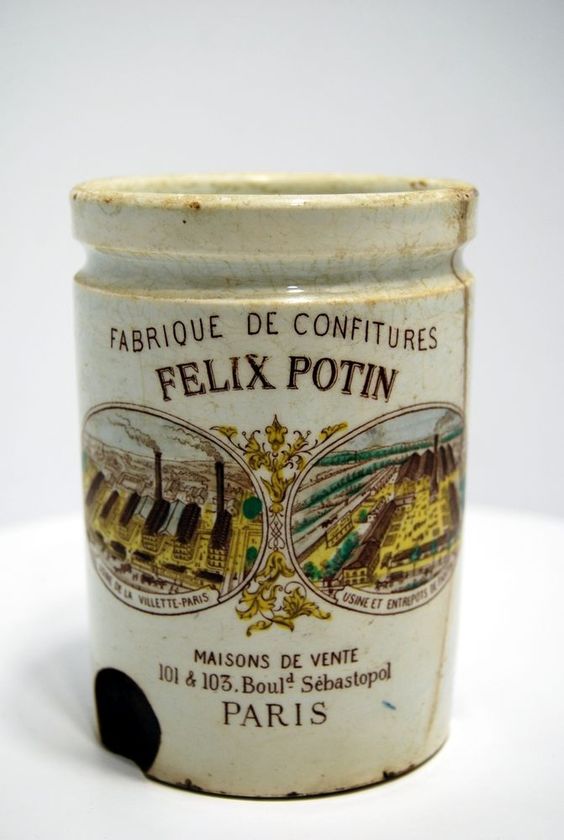 FABRIQUE DE CONFITURES
FELIX POTIN
DE LA VILLETTE-PARIS
USINE ET ENTREPOTS DE
MAISONS DE VENTE
101 & 103. Boulᵈ Sébastopol
PARIS